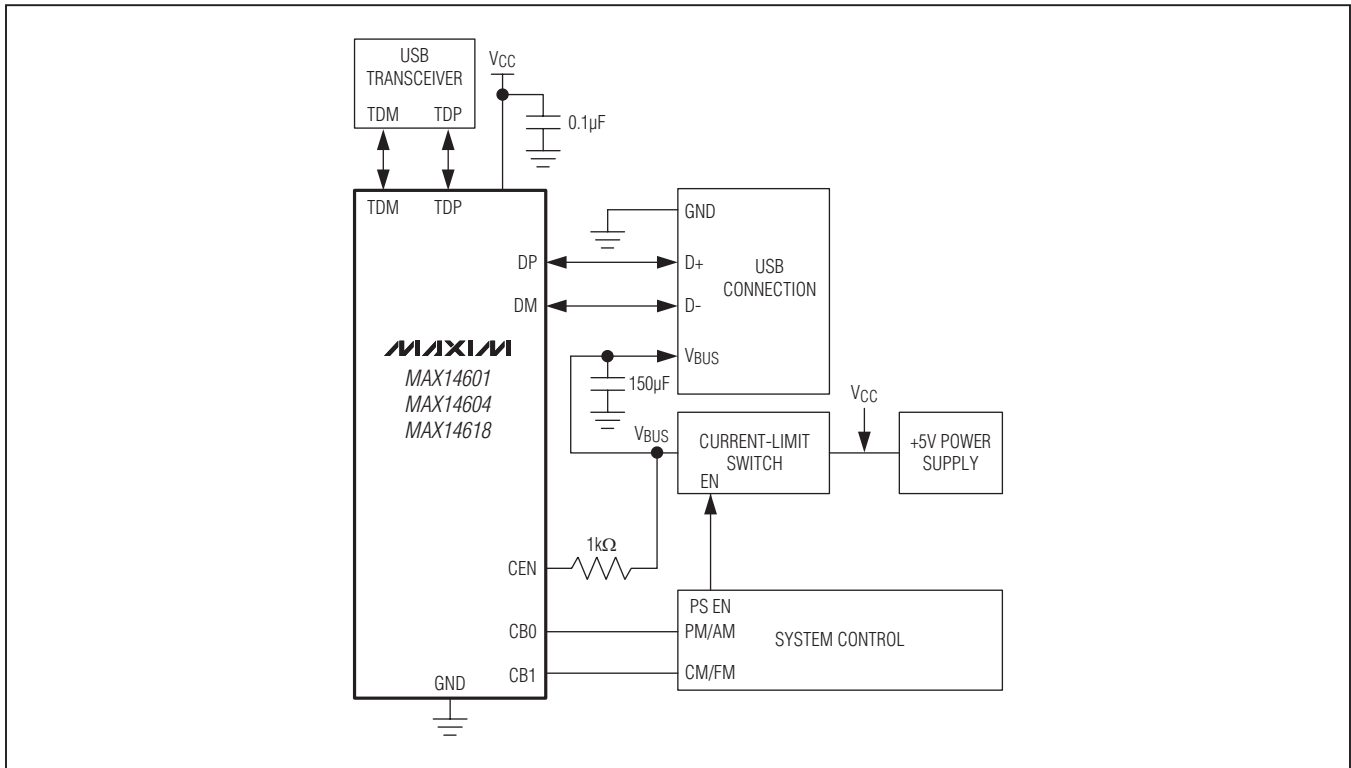 USB
TRANSCEIVER
TDM TDP
VCC
0.1µF
TDM TDP
DP
DM
MAXIM
MAX14601
MAX14604
MAX14618
CEN
CB0
CB1
GND
GND
D+
D-
VBUS
USB
CONNECTION
150µF
VBUS
CURRENT-LIMIT
SWITCH
EN
VCC
+5V POWER
SUPPLY
1kΩ
PS EN
PM/AM
CM/FM
SYSTEM CONTROL